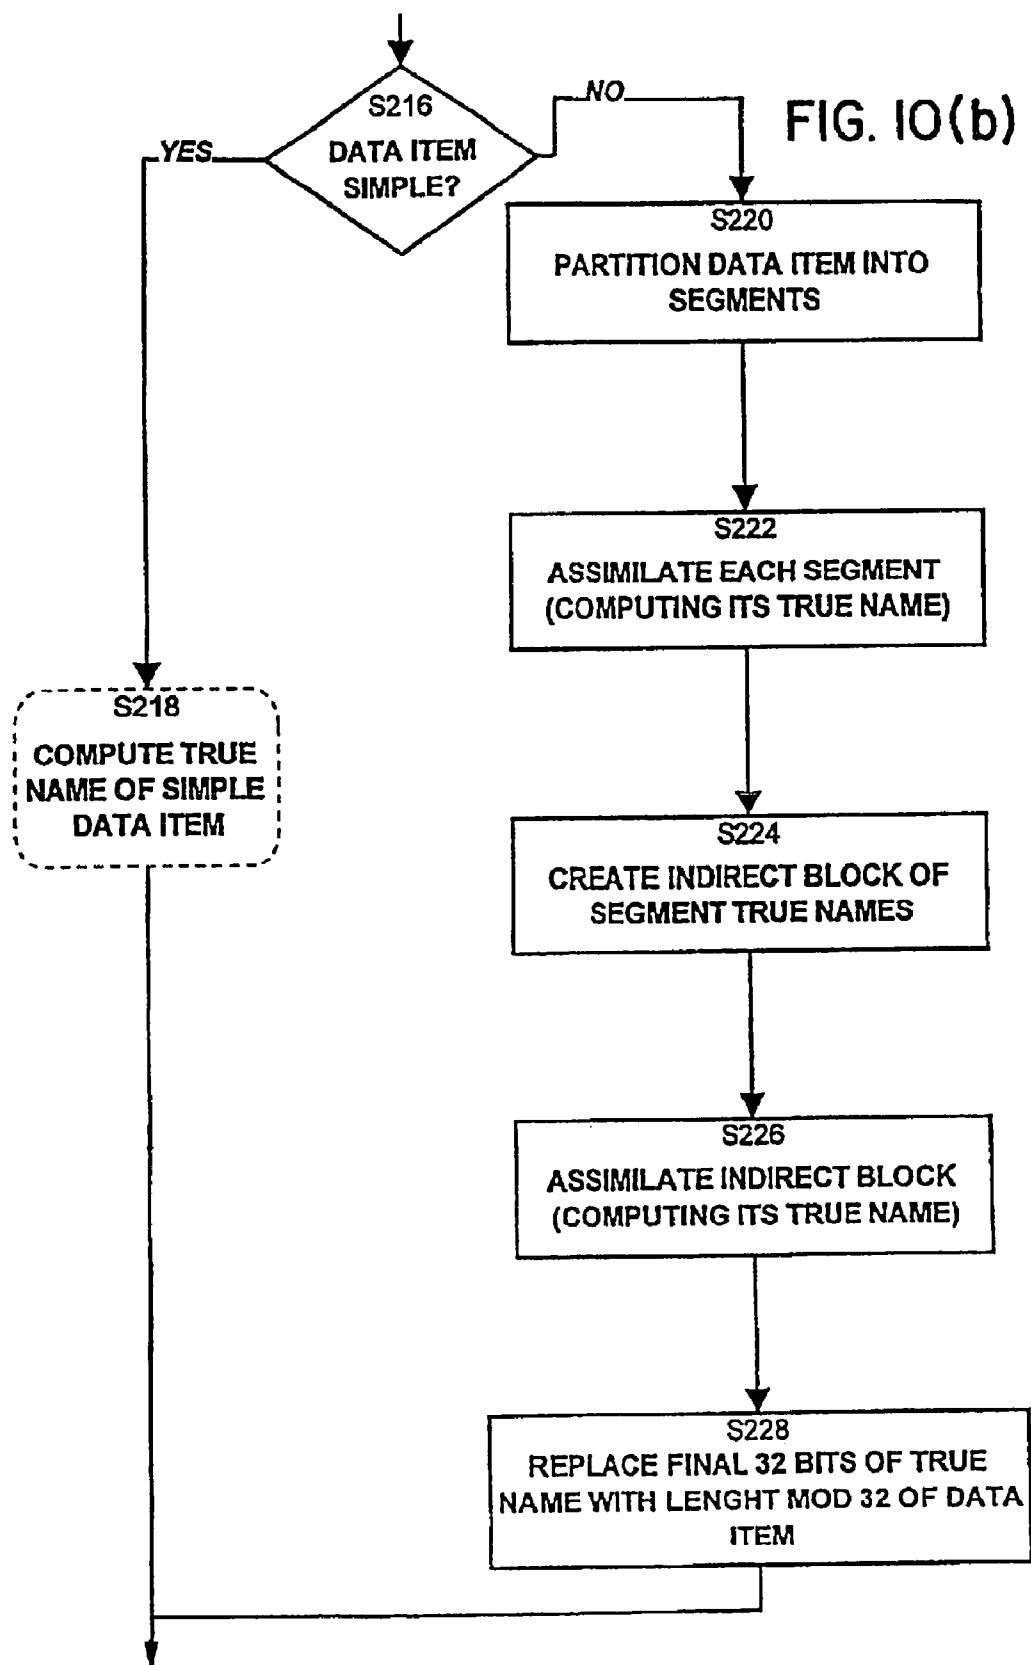 FIG. 10(b)
S216
DATA ITEM
SIMPLE?
YES
NO
S220
PARTITION DATA ITEM INTO
SEGMENTS
S222
ASSIMILATE EACH SEGMENT
(COMPUTING ITS TRUE NAME)
S218
COMPUTE TRUE
NAME OF SIMPLE
DATA ITEM
S224
CREATE INDIRECT BLOCK OF
SEGMENT TRUE NAMES
S226
ASSIMILATE INDIRECT BLOCK
(COMPUTING ITS TRUE NAME)
S228
REPLACE FINAL 32 BITS OF TRUE
NAME WITH LENGHT MOD 32 OF DATA
ITEM